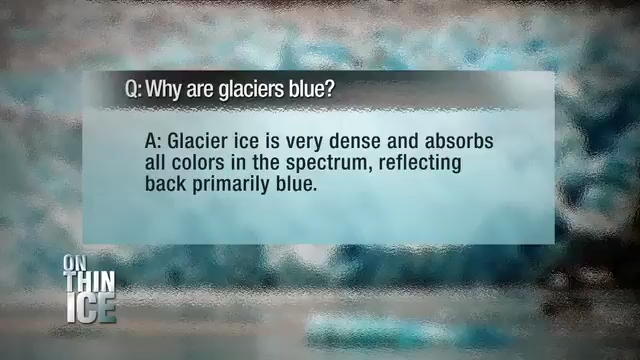 Q: Why are glaciers blue?
A: Glacier ice is very dense and absorbs
all colors in the spectrum, reflecting
back primarily blue.
ON
THIN
ICE